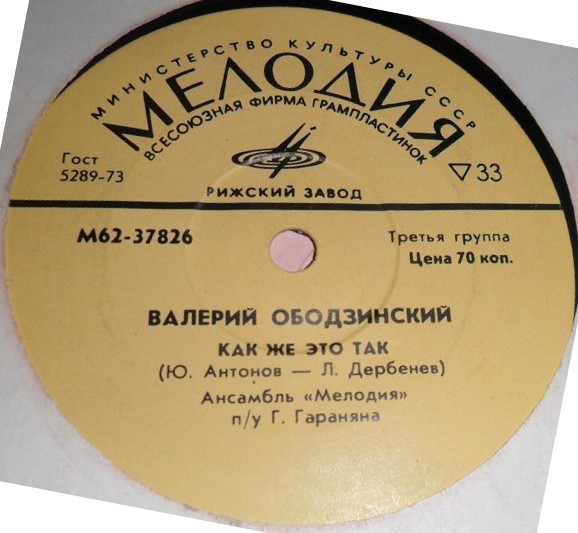 МИНИСТЕРСТВО КУЛЬТУРЫ СССР
МЕЛОДИЯ
ВСЕСОЮЗНАЯ ФИРМА ГРАМПЛАСТИНОК
Гост
5289-73
33
РИЖСКИЙ ЗАВОД
М62-37826
Третья группа
Цена 70 коп.
ВАЛЕРИЙ ОБОДЗИНСКИЙ
КАК ЖЕ ЭТО ТАК
(Ю. Антонов — Л. Дербенев)
Ансамбль «Мелодия»
п/у Г. Гараняна